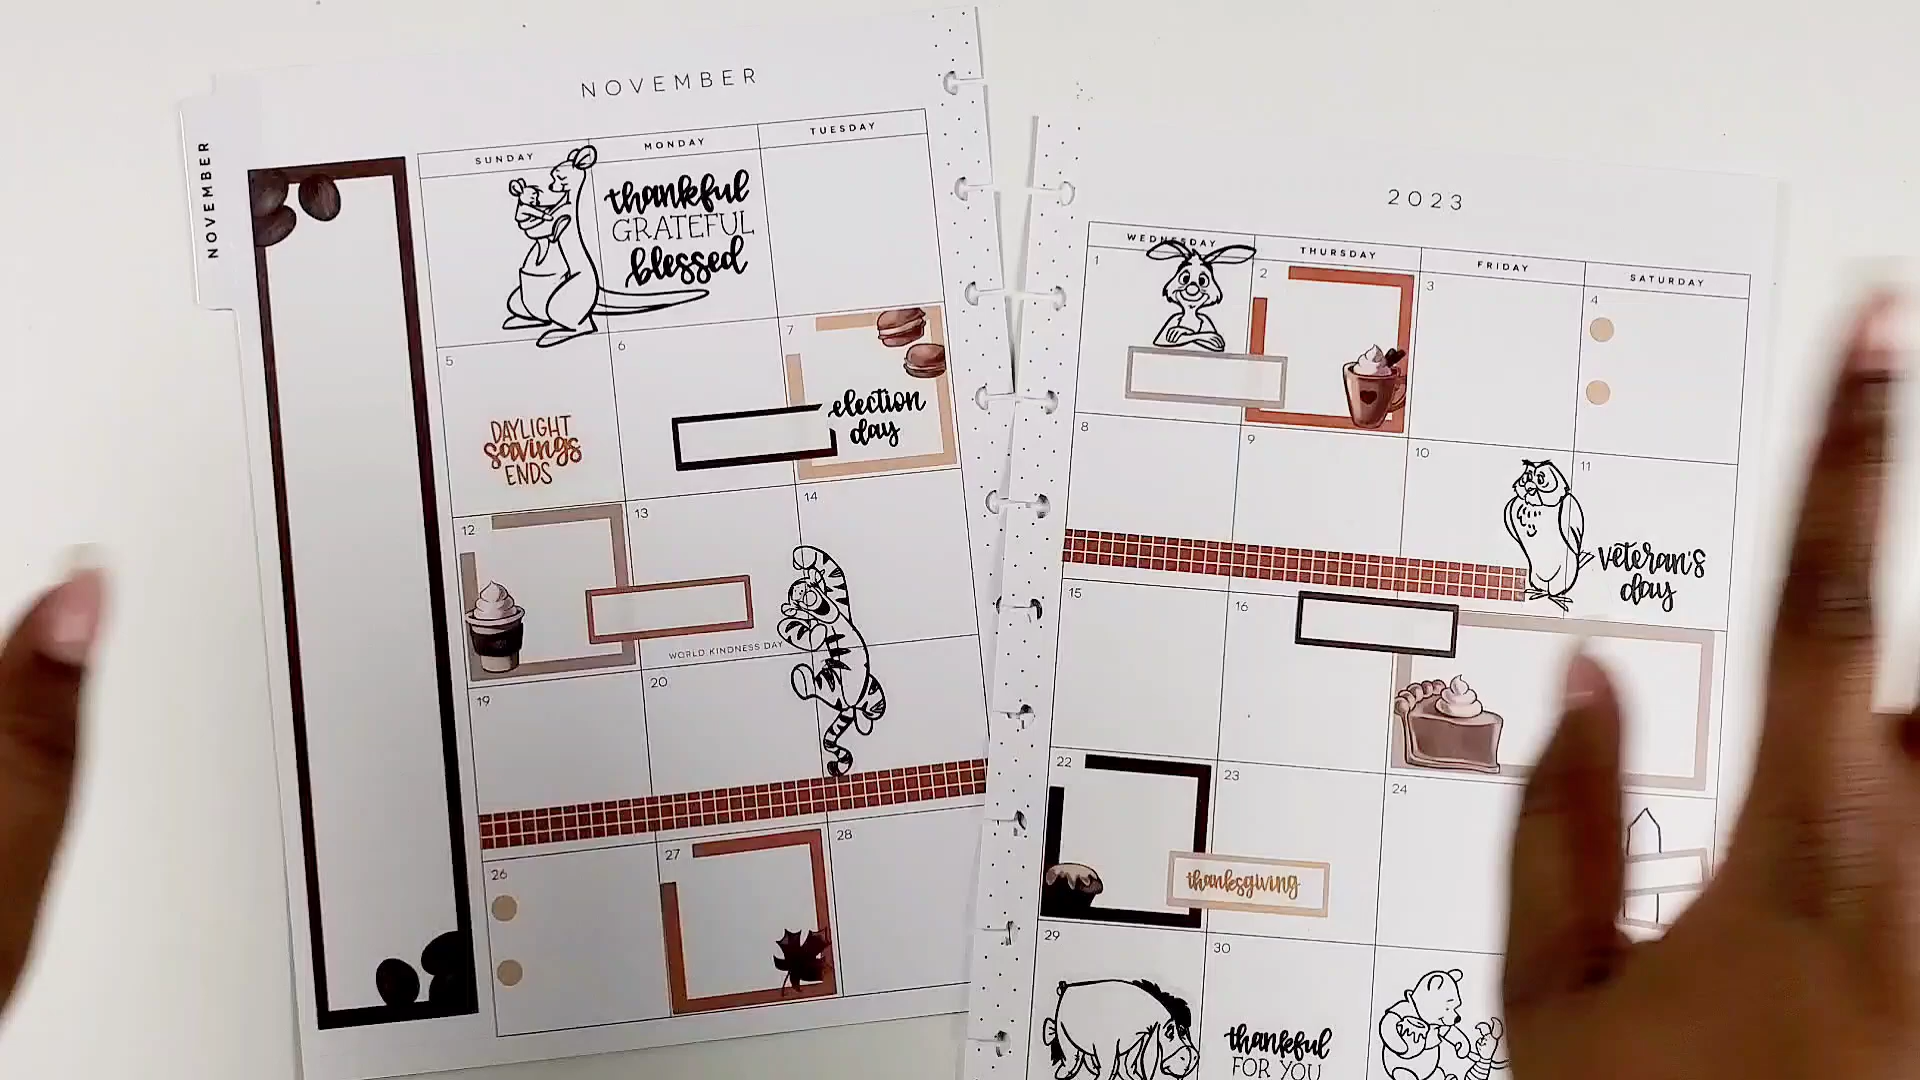 NOVEMBER
NOVEMBER
SUNDAY
MONDAY
TUESDAY
thankful
GRATEFUL
blessed
5
6
7
DAYLIGHT
savings
ENDS
election
day
12
13
14
WORLD KINDNESS DAY
19
20
26
27
28
2023
WEDNESDAY
THURSDAY
FRIDAY
SATURDAY
1
2
3
4
8
9
10
11
veteran's
day
15
16
22
23
24
thanksgiving
29
30
thankful
FOR YOU